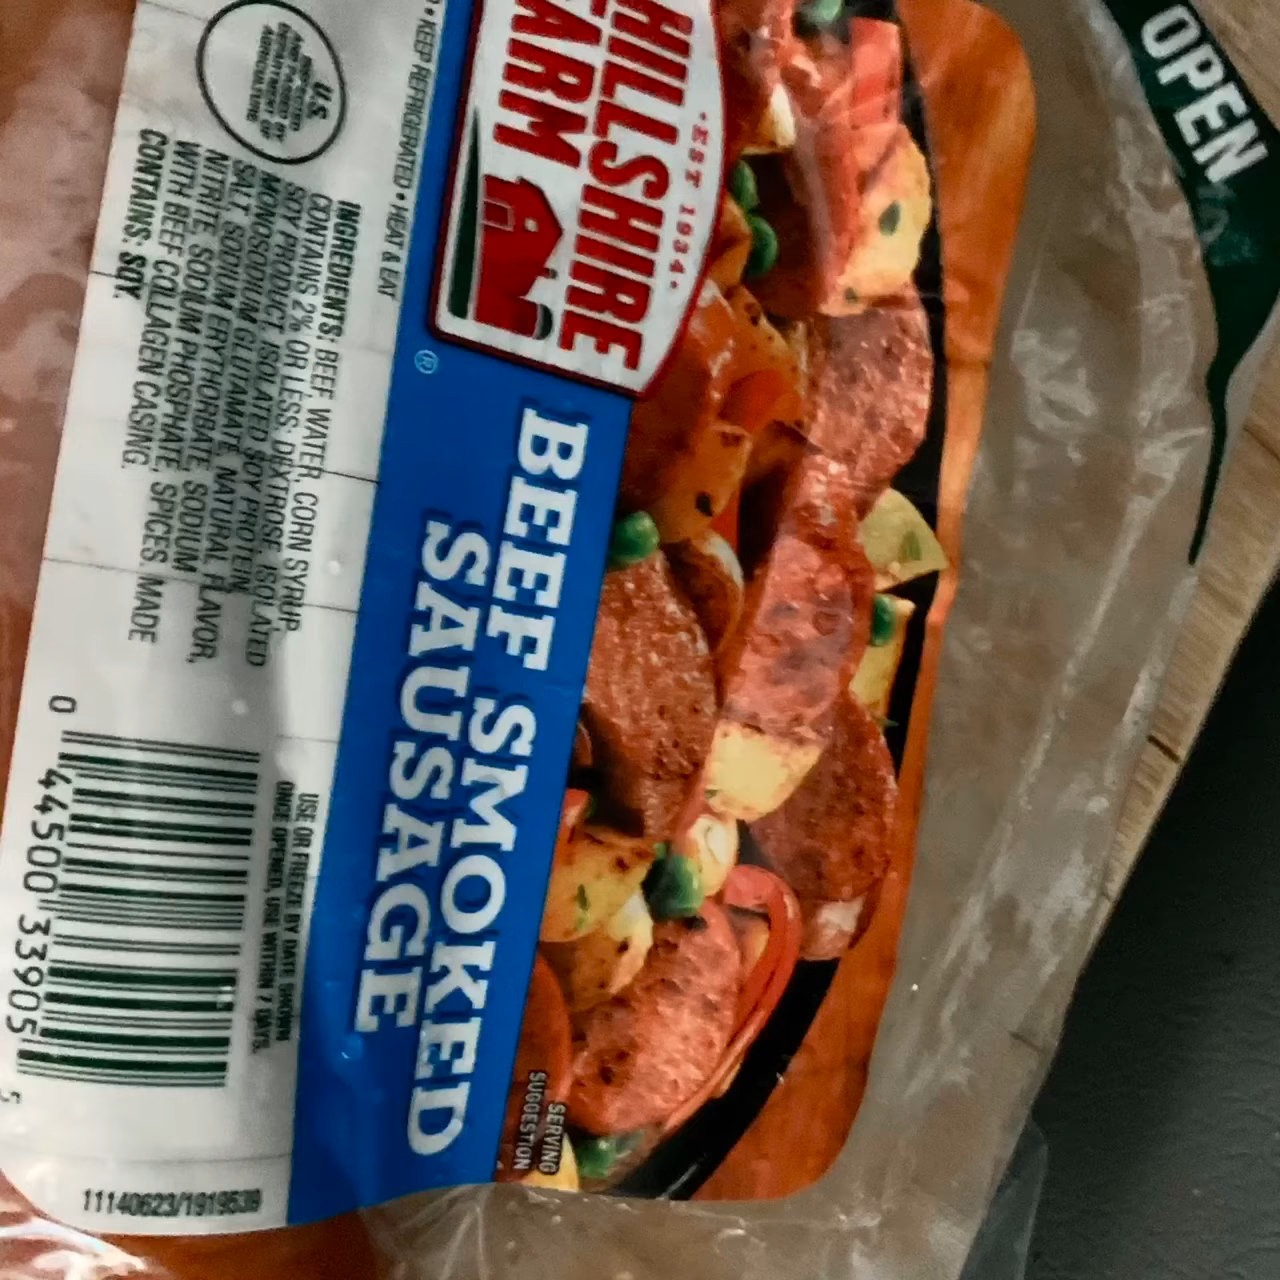 OPEN
HILLSHIRE
FARM
• EST 1934 •
®
BEEF SMOKED
SAUSAGE
SERVING
SUGGESTION
• KEEP REFRIGERATED • HEAT & EAT
U.S.
INSPECTED
AND PASSED BY
DEPARTMENT OF
AGRICULTURE
INGREDIENTS: BEEF, WATER, CORN SYRUP,
CONTAINS 2% OR LESS: DEXTROSE, ISOLATED
SOY PRODUCT, ISOLATED SOY PROTEIN,
MONOSODIUM GLUTAMATE, NATURAL FLAVOR,
SALT, SODIUM ERYTHORBATE, SODIUM
NITRITE, SODIUM PHOSPHATE, SPICES. MADE
WITH BEEF COLLAGEN CASING.
CONTAINS: SOY.
USE OR FREEZE BY DATE SHOWN
ONCE OPENED, USE WITHIN 7 DAYS.
0 44500 33905 5
11140623/1919539